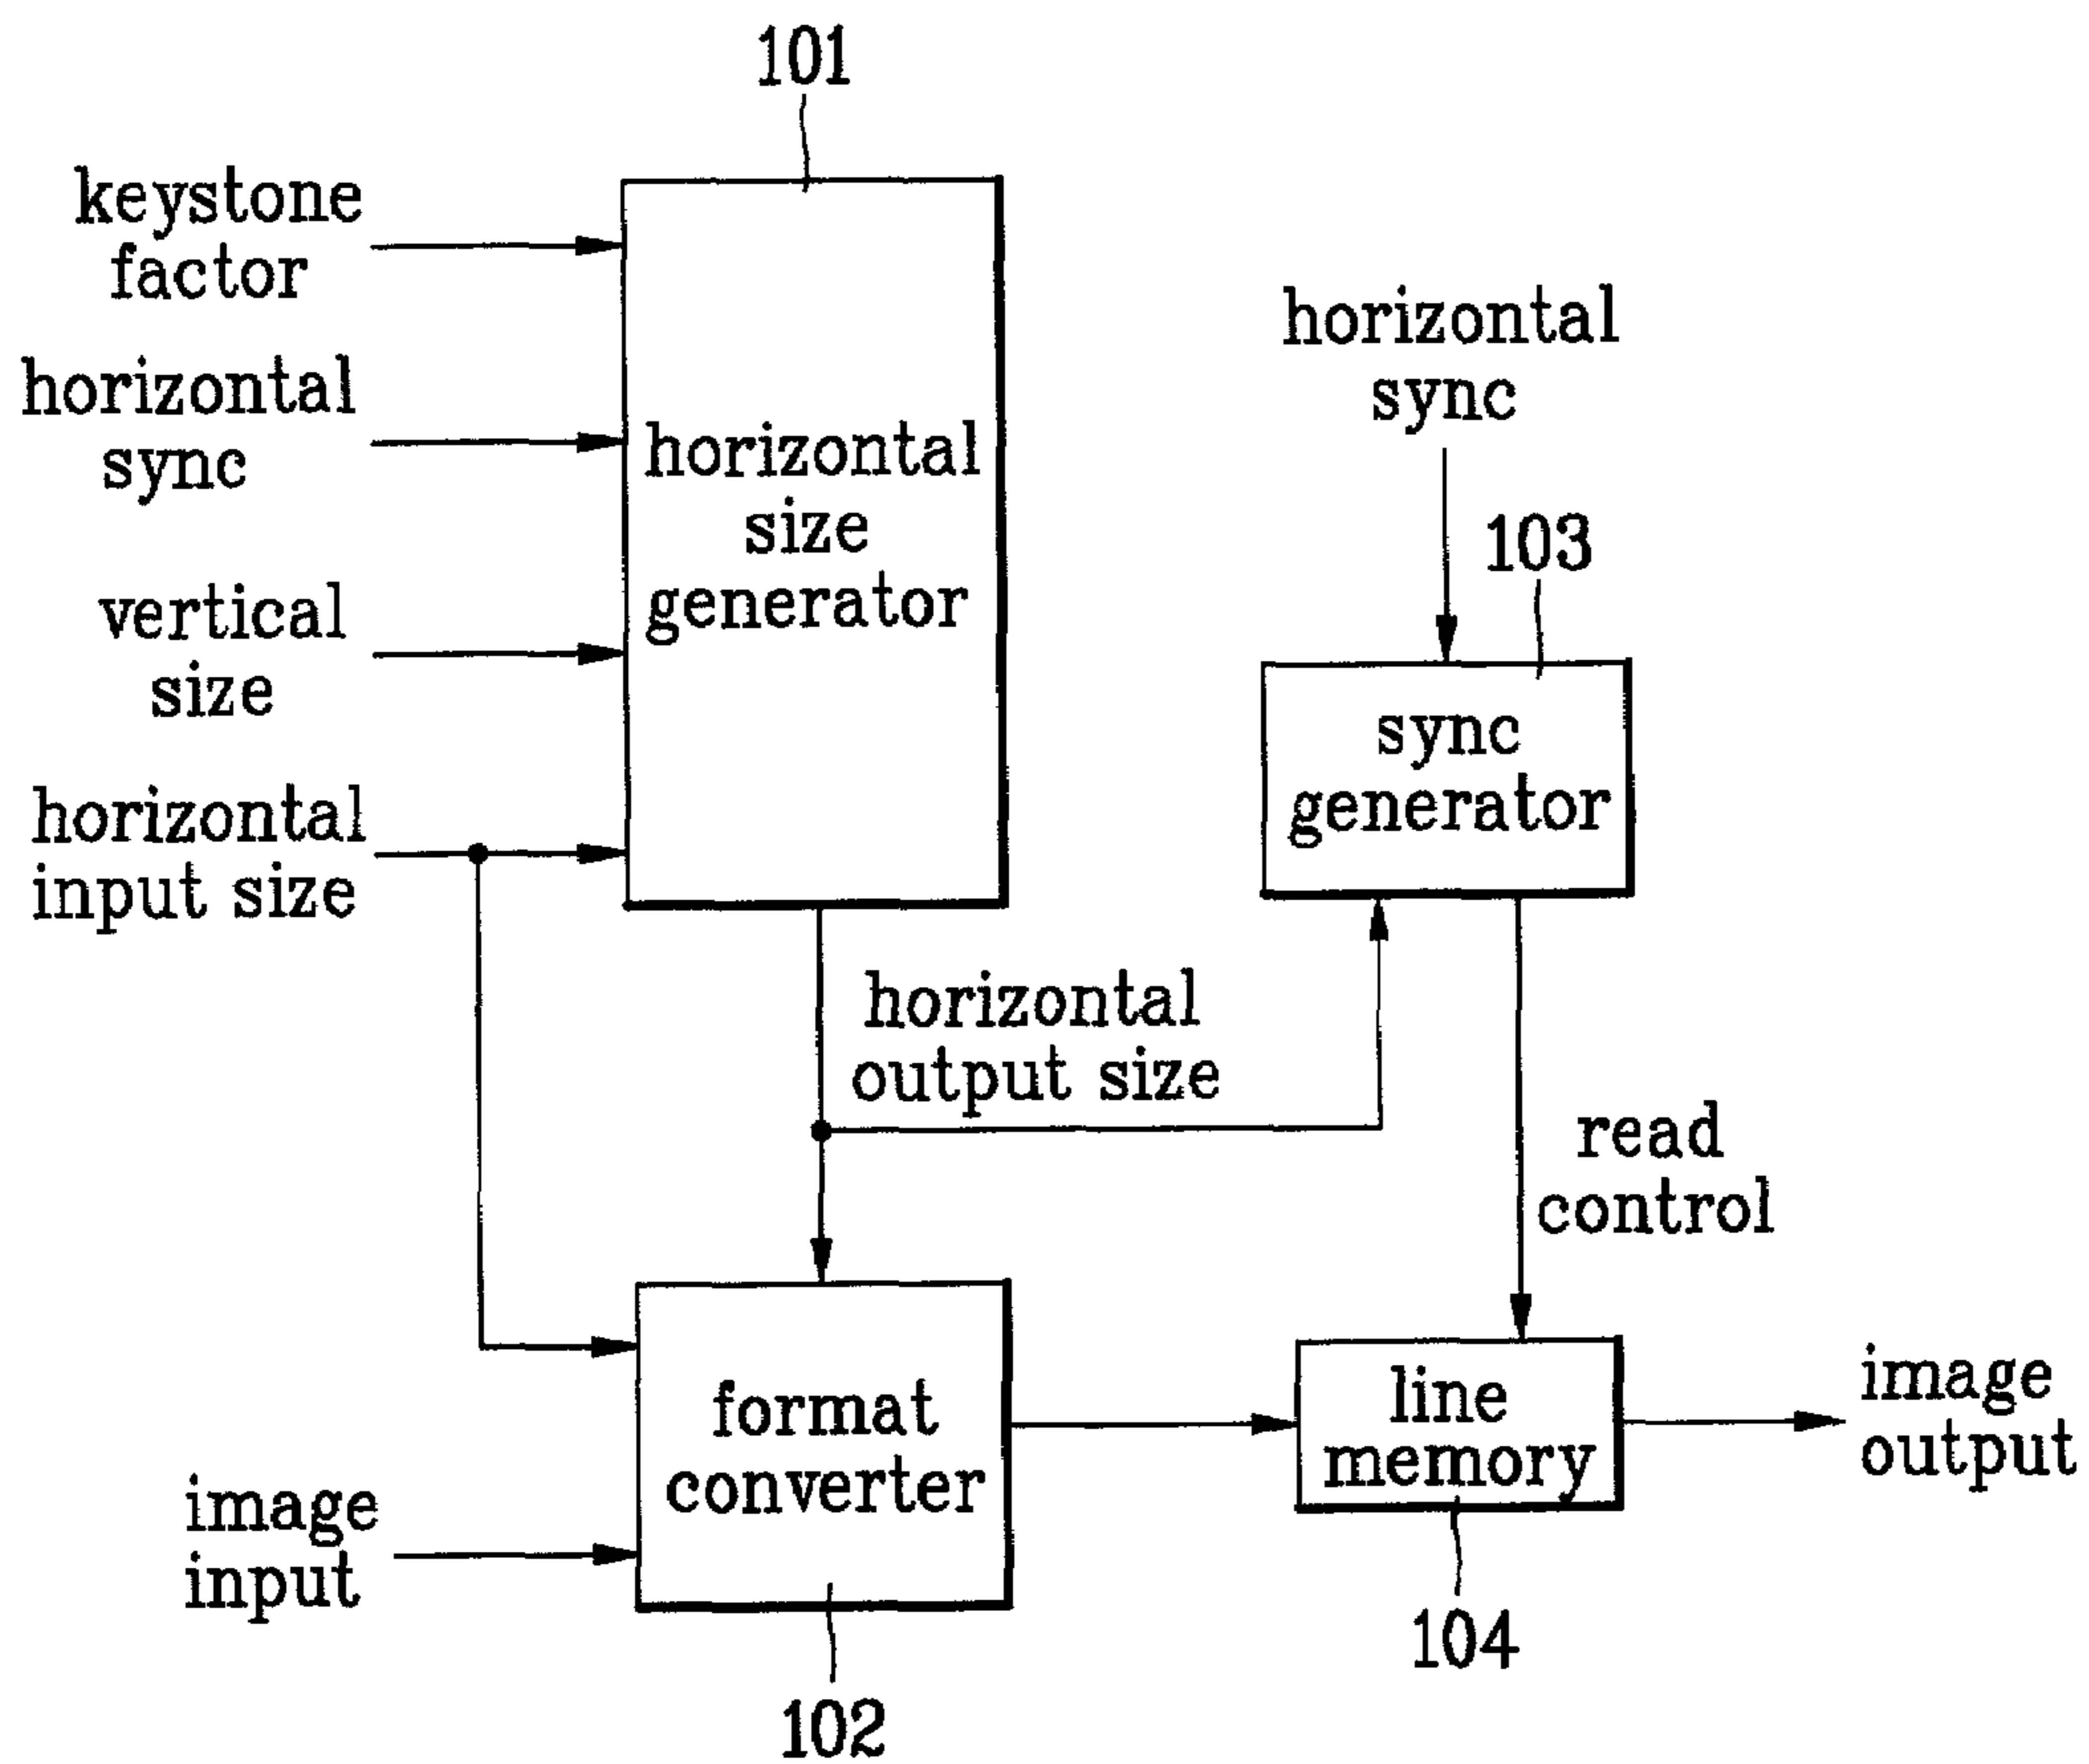 101
keystone
factor
horizontal
sync
vertical
size
horizontal
input size
horizontal
size
generator
horizontal
sync
103
sync
generator
horizontal
output size
read
control
format
converter
image
input
102
line
memory
104
image
output